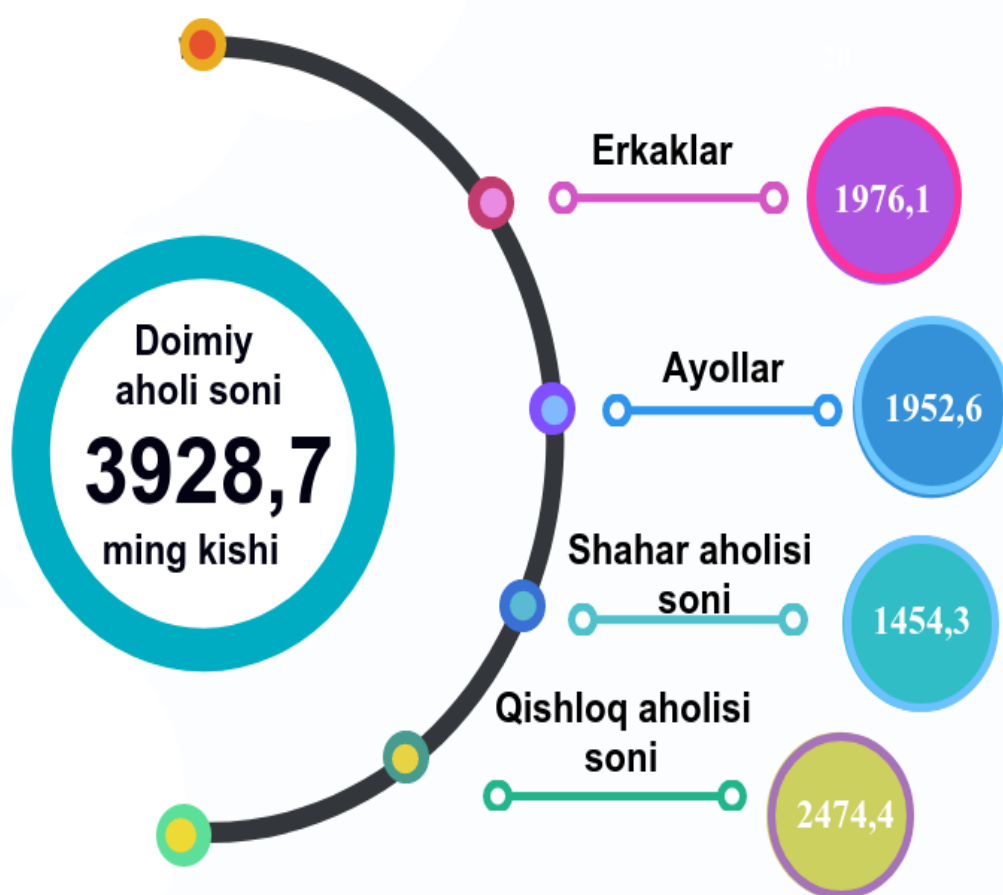 Doimiy
aholi soni
3928,7
ming kishi
Erkaklar
1976,1
Ayollar
1952,6
Shahar aholisi
soni
1454,3
Qishloq aholisi
soni
2474,4